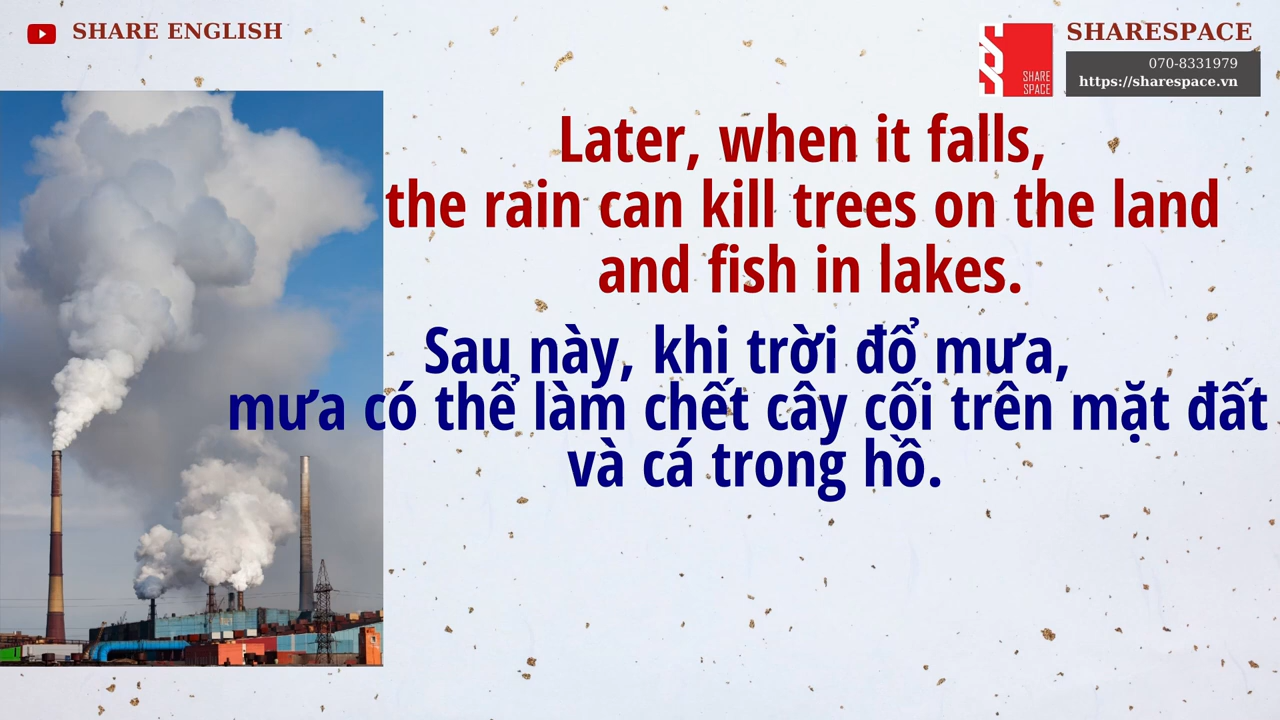 SHARE ENGLISH
SHARESPACE
070-8331979
https://sharespace.vn
SHARE
SPACE
Later, when it falls,
the rain can kill trees on the land
and fish in lakes.
Sau này, khi trời đổ mưa,
mưa có thể làm chết cây cối trên mặt đất
và cá trong hồ.